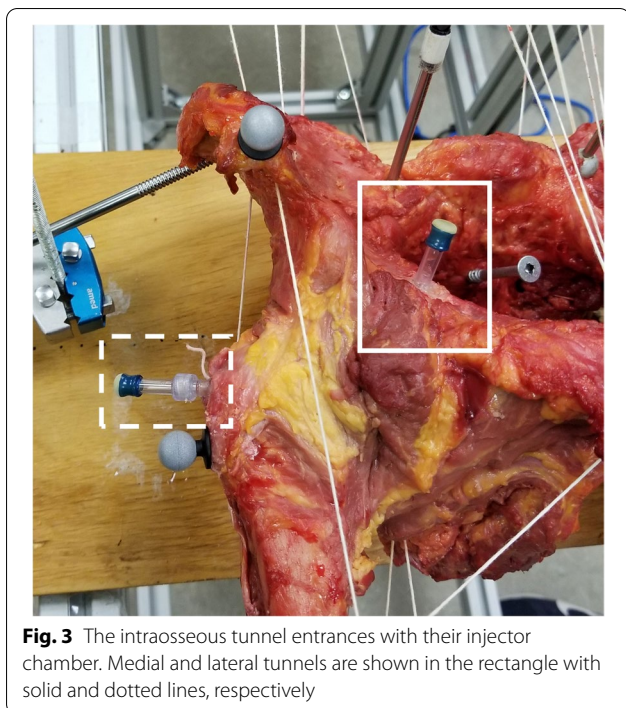 pawe
Fig. 3 The intraosseous tunnel entrances with their injector
chamber. Medial and lateral tunnels are shown in the rectangle with
solid and dotted lines, respectively